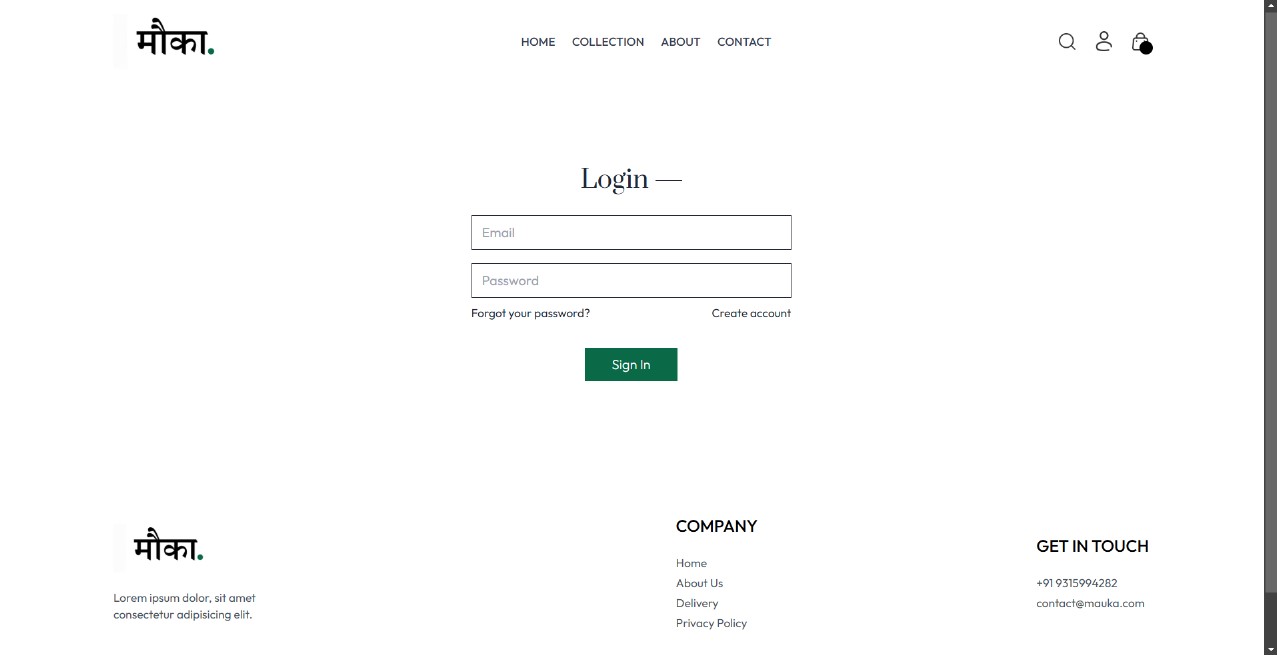 मौका.
HOME COLLECTION ABOUT CONTACT
Login —
Email
Password
Forgot your password? Create account
Sign In
मौका.
Lorem ipsum dolor, sit amet
consectetur adipisicing elit.
COMPANY
Home
About Us
Delivery
Privacy Policy
GET IN TOUCH
+91 9315994282
contact@mauka.com